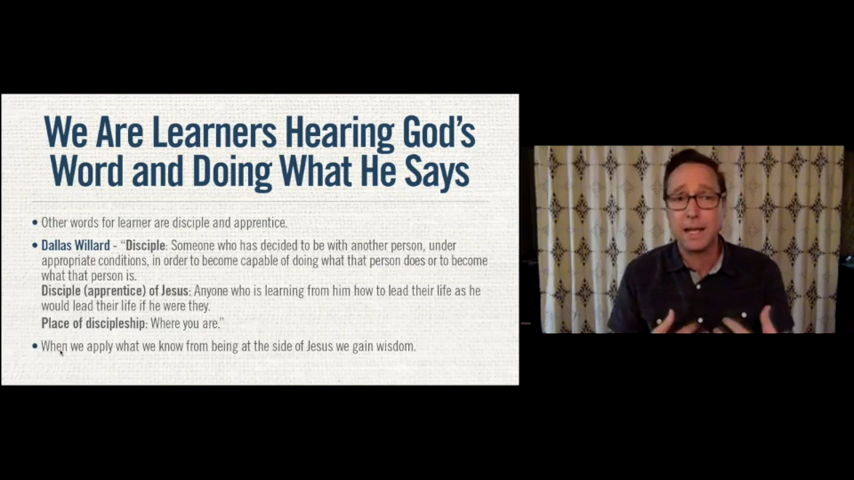 We Are Learners Hearing God's
Word and Doing What He Says
• Other words for learner are disciple and apprentice.
• Dallas Willard - “Disciple: Someone who has decided to be with another person, under
appropriate conditions, in order to become capable of doing what that person does or to become
what that person is.
Disciple (apprentice) of Jesus: Anyone who is learning from him how to lead their life as he
would lead their life if he were they.
Place of discipleship: Where you are.”
• When we apply what we know from being at the side of Jesus we gain wisdom.